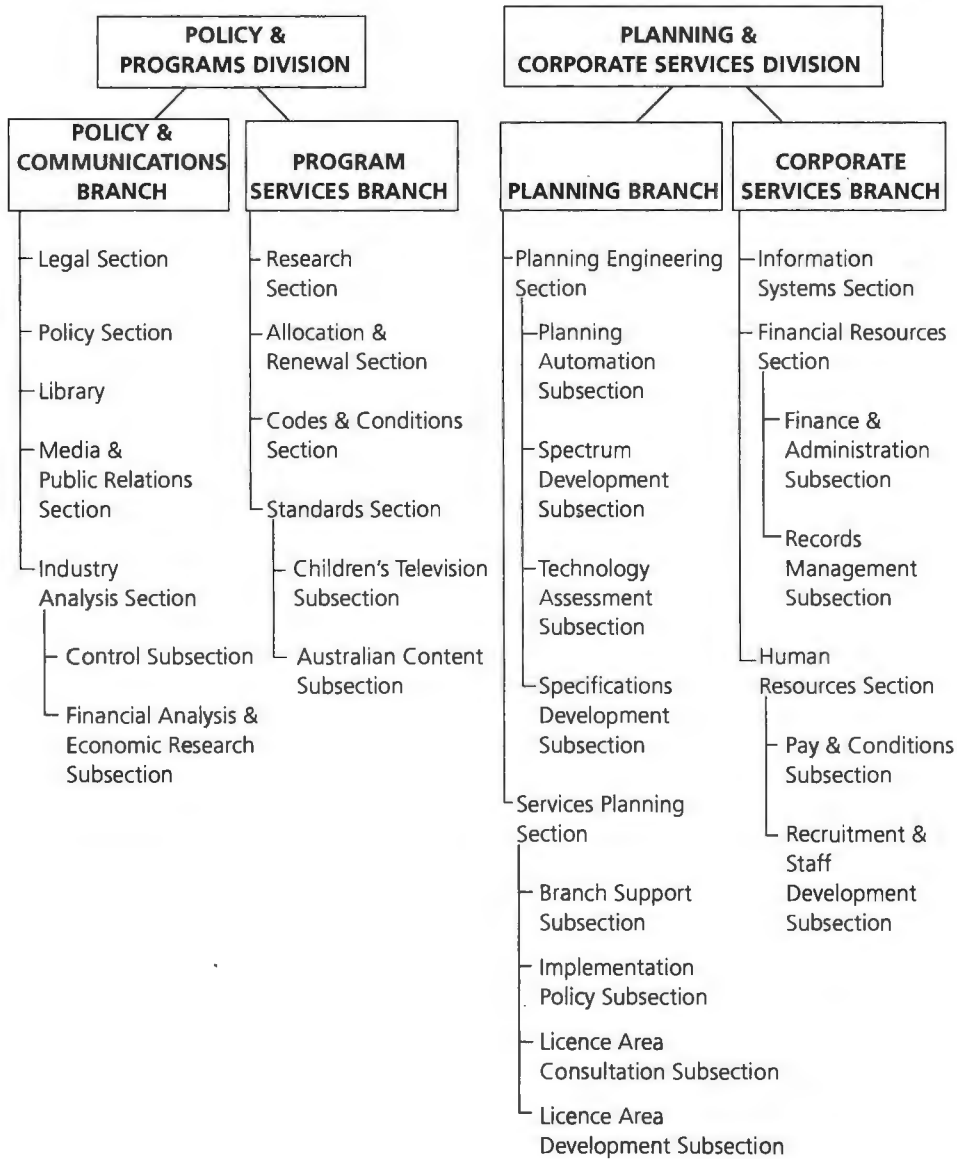 POLICY &
PROGRAMS DIVISION
POLICY &
COMMUNICATIONS
BRANCH
Legal Section
Policy Section
Library
Media &
Public Relations
Section
Industry
Analysis Section
Control Subsection
Financial Analysis &
Economic Research
Subsection
PROGRAM
SERVICES BRANCH
Research
Section
Allocation &
Renewal Section
Codes & Conditions
Section
Standards Section
Children's Television
Subsection
Australian Content
Subsection
PLANNING &
CORPORATE SERVICES DIVISION
PLANNING BRANCH
Planning Engineering
Section
Planning
Automation
Subsection
Spectrum
Development
Subsection
Technology
Assessment
Subsection
Specifications
Development
Subsection
Services Planning
Section
Branch Support
Subsection
Implementation
Policy Subsection
Licence Area
Consultation Subsection
Licence Area
Development Subsection
CORPORATE
SERVICES BRANCH
Information
Systems Section
Financial Resources
Section
Finance &
Administration
Subsection
Records
Management
Subsection
Human
Resources Section
Pay & Conditions
Subsection
Recruitment &
Staff
Development
Subsection